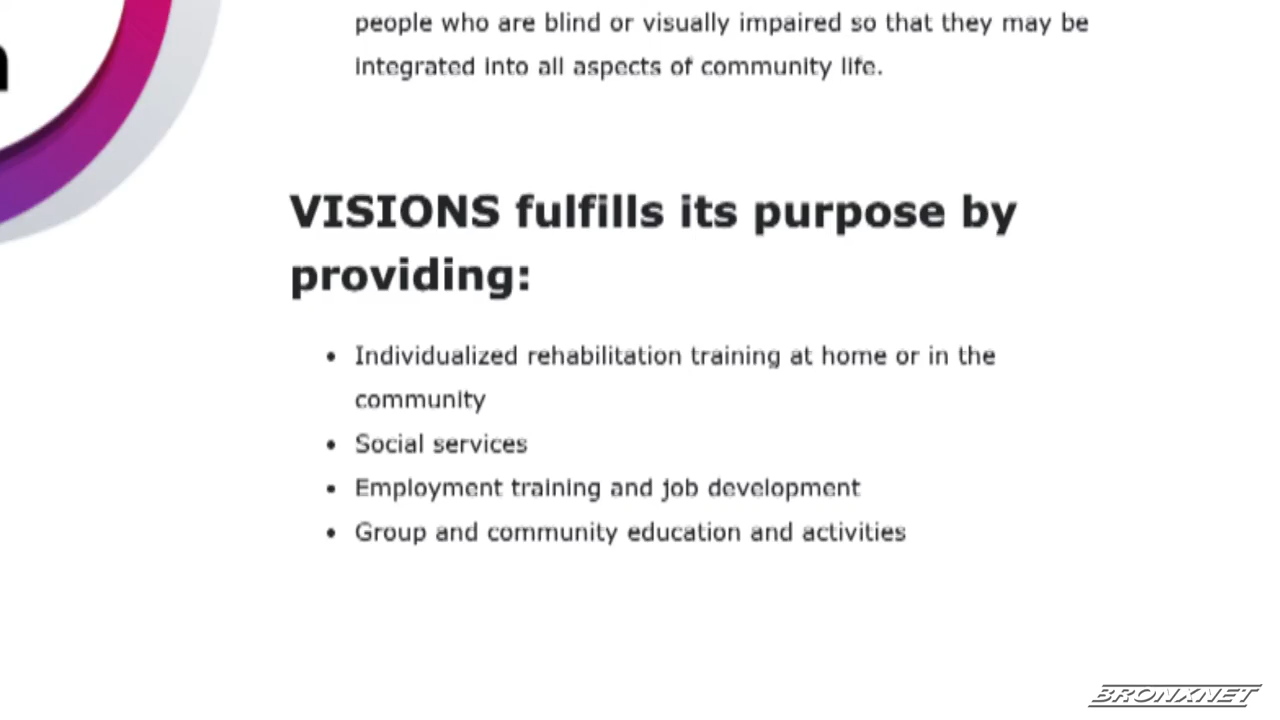 people who are blind or visually impaired so that they may be
integrated into all aspects of community life.
VISIONS fulfills its purpose by
providing:
• Individualized rehabilitation training at home or in the
community
• Social services
• Employment training and job development
• Group and community education and activities
BRONXNET